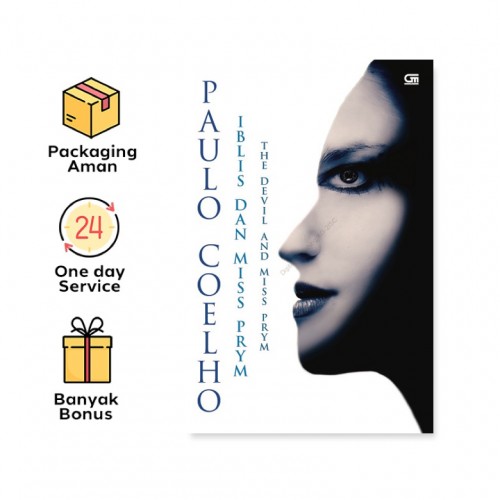 Packaging
Aman
24
One day
Service
Banyak
Bonus
PAULO COELHO
IBLIS DAN MISS PRYM
THE DEVIL AND MISS PRYM
GM